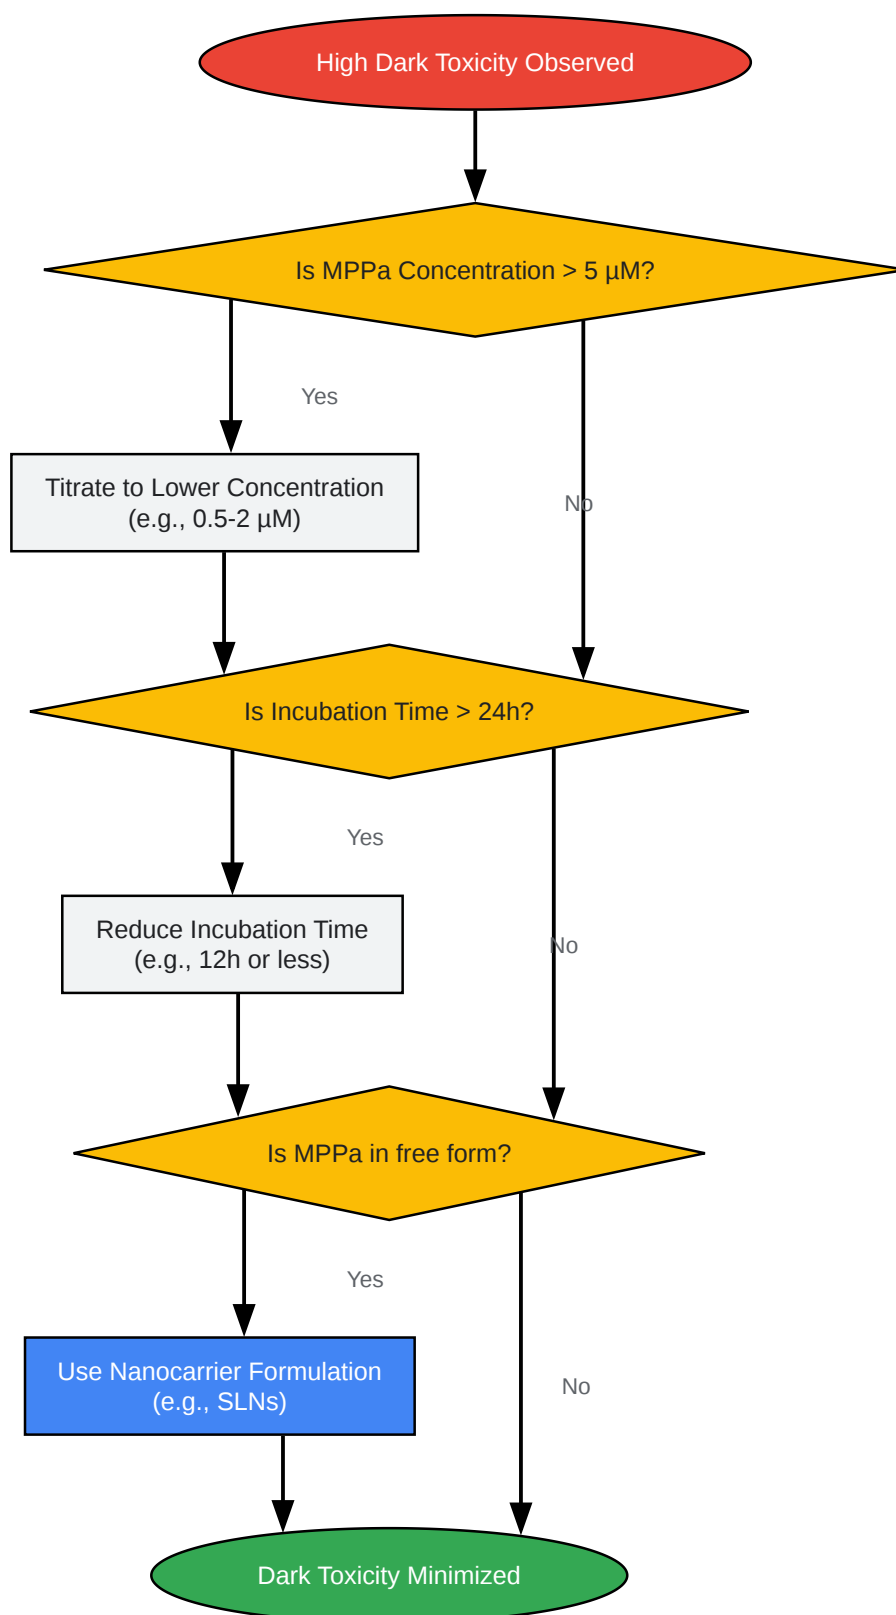 High Dark Toxicity Observed
Is MPPa Concentration > 5 µM?
Yes
Titrate to Lower Concentration
(e.g., 0.5-2 µM)
No
Is Incubation Time > 24h?
Yes
Reduce Incubation Time
(e.g., 12h or less)
No
Is MPPa in free form?
Yes
Use Nanocarrier Formulation
(e.g., SLNs)
No
Dark Toxicity Minimized